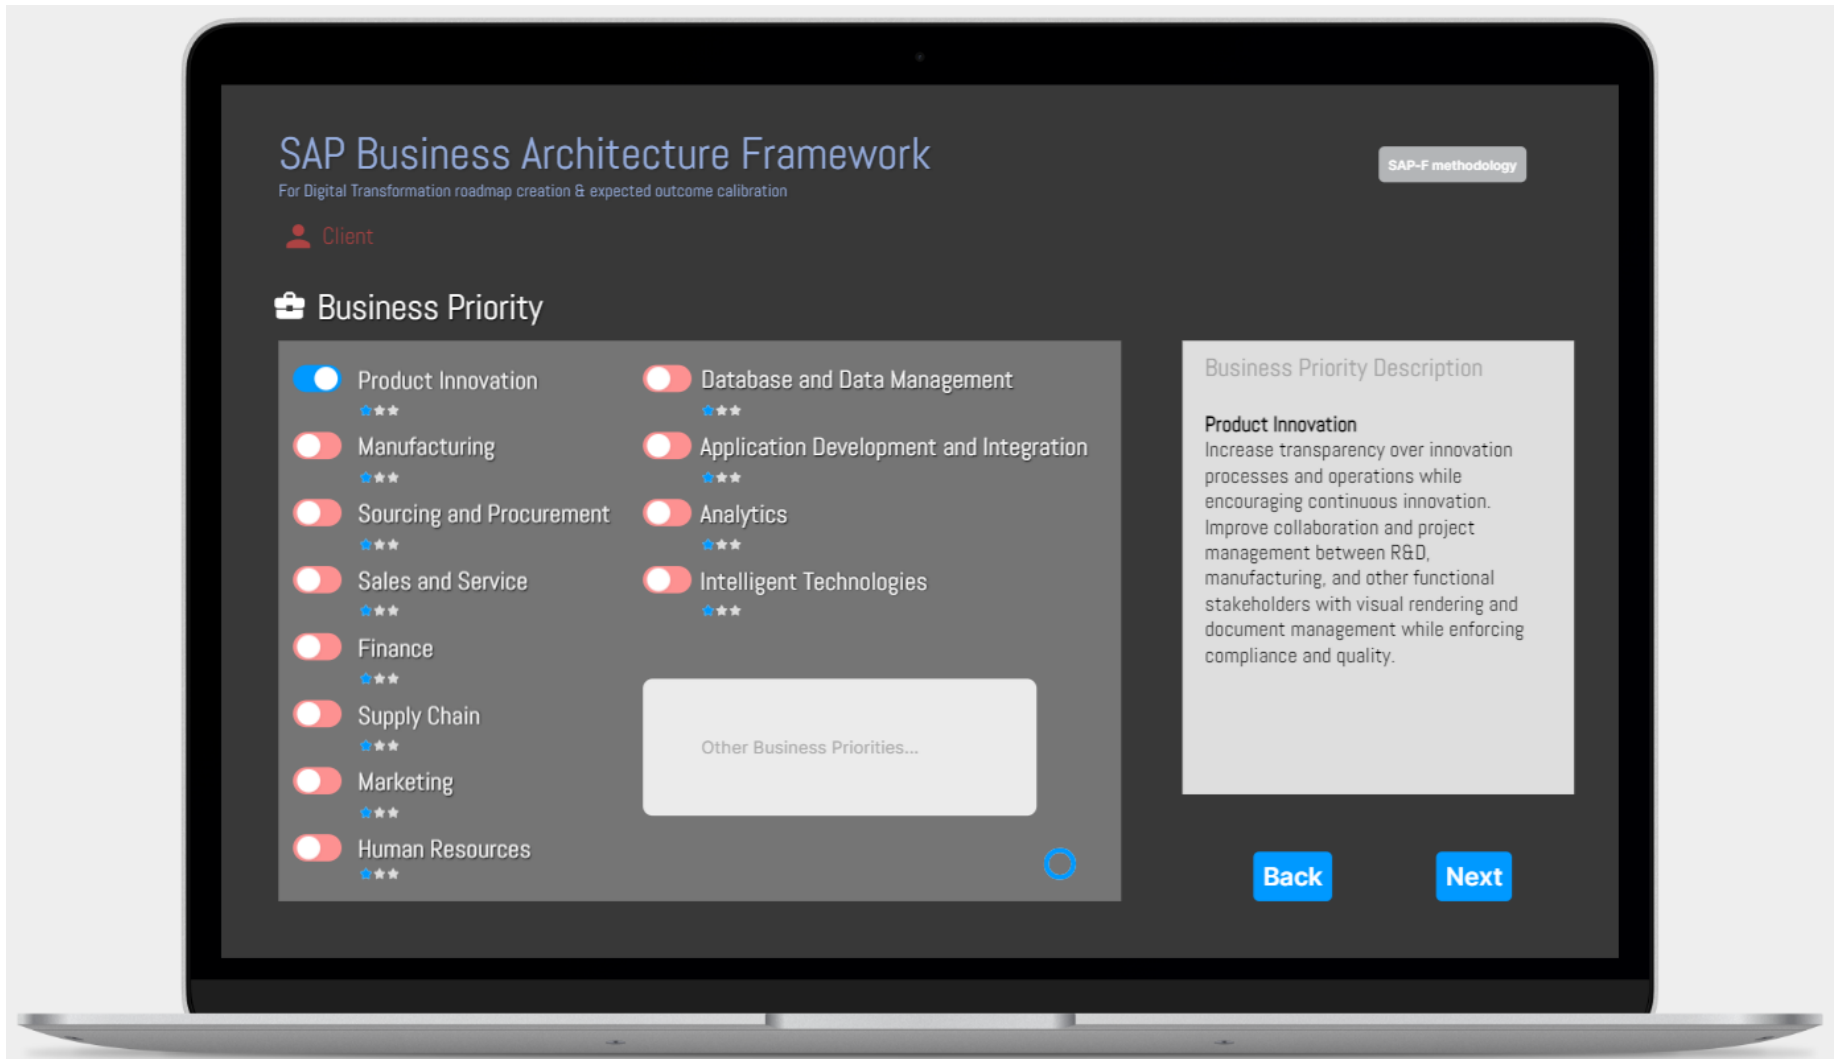 SAP Business Architecture Framework
For Digital Transformation roadmap creation & expected outcome calibration
SAP-F methodology
Client
Business Priority
Product Innovation
Manufacturing
Sourcing and Procurement
Sales and Service
Finance
Supply Chain
Marketing
Human Resources
Database and Data Management
Application Development and Integration
Analytics
Intelligent Technologies
Other Business Priorities...
Business Priority Description
Product Innovation
Increase transparency over innovation
processes and operations while
encouraging continuous innovation.
Improve collaboration and project
management between R&D,
manufacturing, and other functional
stakeholders with visual rendering and
document management while enforcing
compliance and quality.
Back
Next